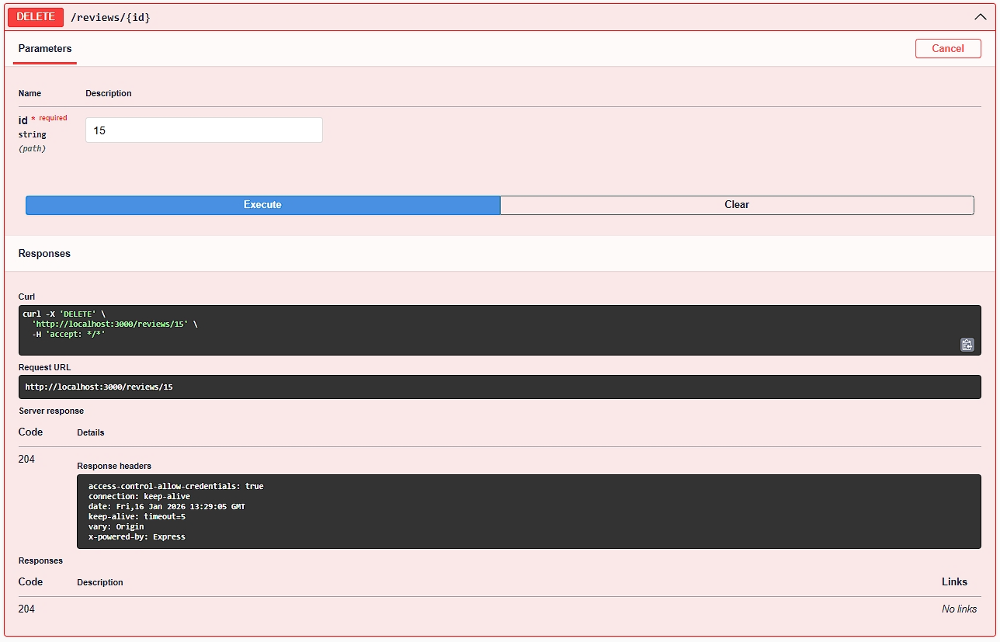 DELETE /reviews/{id}
Parameters
Cancel
Name Description
id * required
string
(path)
15
Execute Clear
Responses
Curl
curl -X 'DELETE' \
'http://localhost:3000/reviews/15' \
-H 'accept: */*'
Request URL
http://localhost:3000/reviews/15
Server response
Code Details
204
Response headers
access-control-allow-credentials: true
connection: keep-alive
date: Fri,16 Jan 2026 13:29:05 GMT
keep-alive: timeout=5
vary: Origin
x-powered-by: Express
Responses
Code Description Links
204 No links